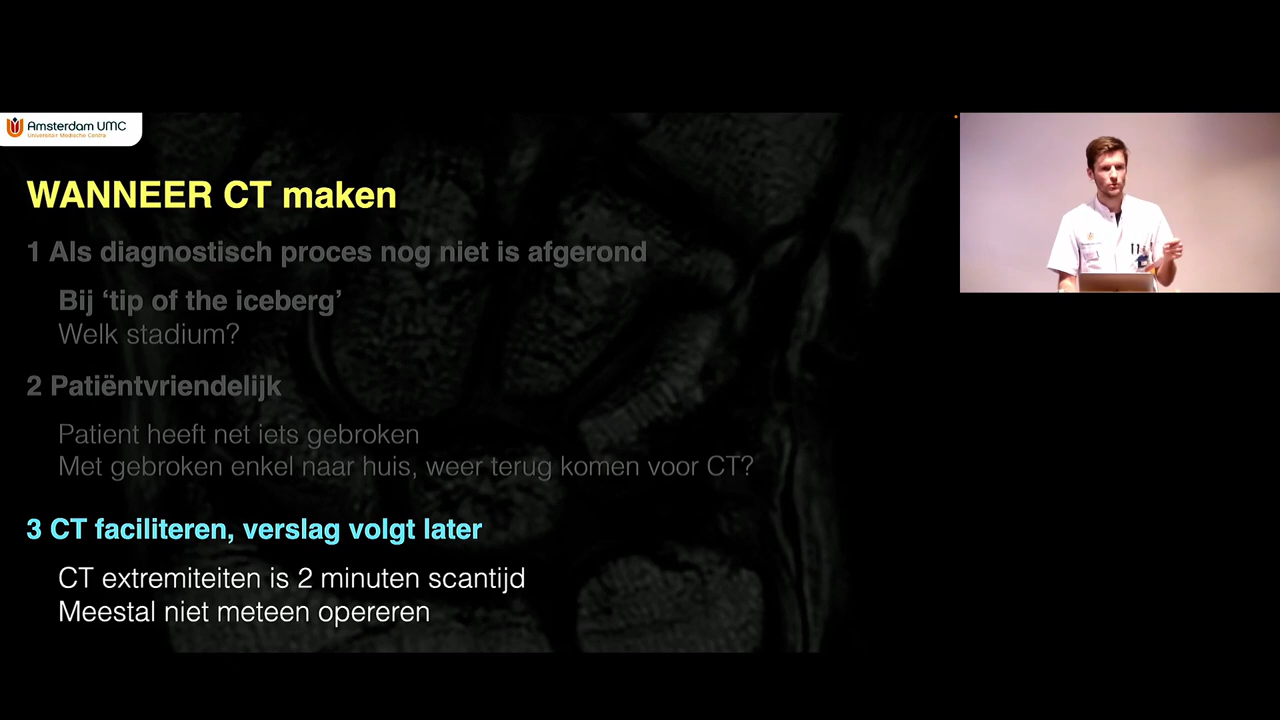 Amsterdam UMC
Universitair Medische Centra
WANNEER CT maken
1 Als diagnostisch proces nog niet is afgerond
Bij ‘tip of the iceberg’
Welk stadium?
2 Patiëntvriendelijk
Patient heeft net iets gebroken
Met gebroken enkel naar huis, weer terug komen voor CT?
3 CT faciliteren, verslag volgt later
CT extremiteiten is 2 minuten scantijd
Meestal niet meteen opereren